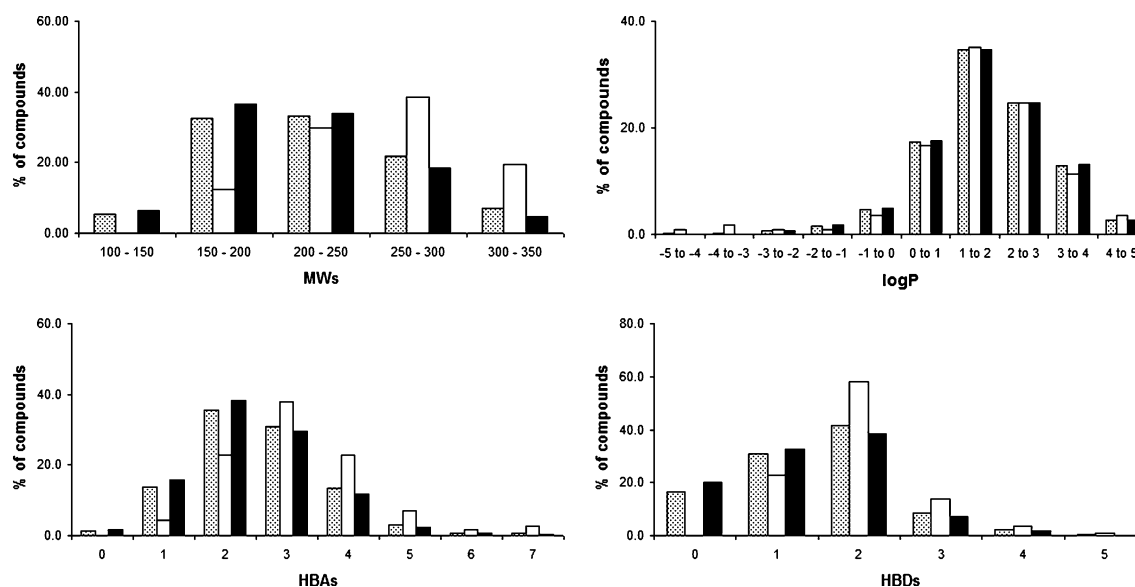 % of compounds
60.00
40.00
20.00
0.00
100 - 150 150 - 200 200 - 250 250 - 300 300 - 350
MWs
% of compounds
40.0
20.0
0.0
-5 to -4 -4 to -3 -3 to -2 -2 to -1 -1 to 0 0 to 1 1 to 2 2 to 3 3 to 4 4 to 5
logP
% of compounds
60.0
40.0
20.0
0.0
0 1 2 3 4 5 6 7
HBAs
% of compounds
80.0
60.0
40.0
20.0
0.0
0 1 2 3 4 5
HBDs